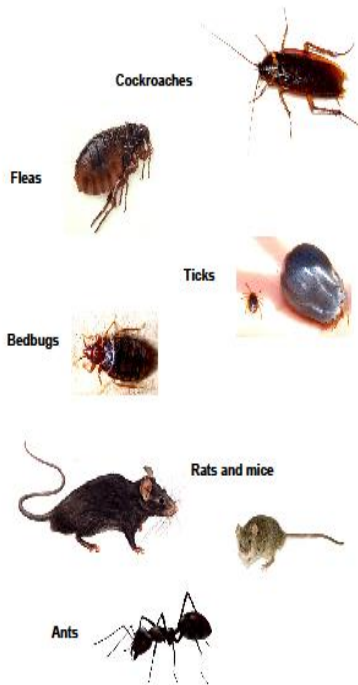 Cockroaches
Fleas
Ticks
Bedbugs
Rats and mice
Ants